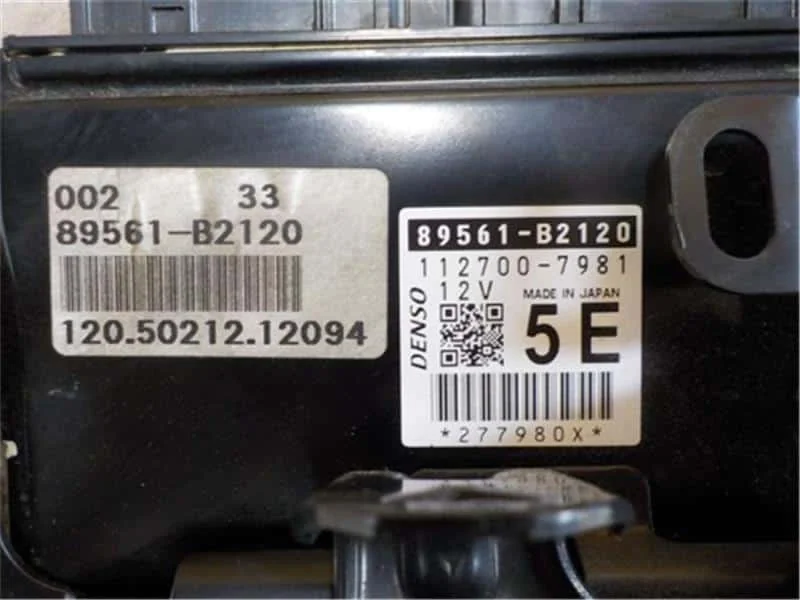 002 33
89561-B2120
120.50212.12094
89561-B2120
112700-7981
12V MADE IN JAPAN
DENSO
5E
*277980X*